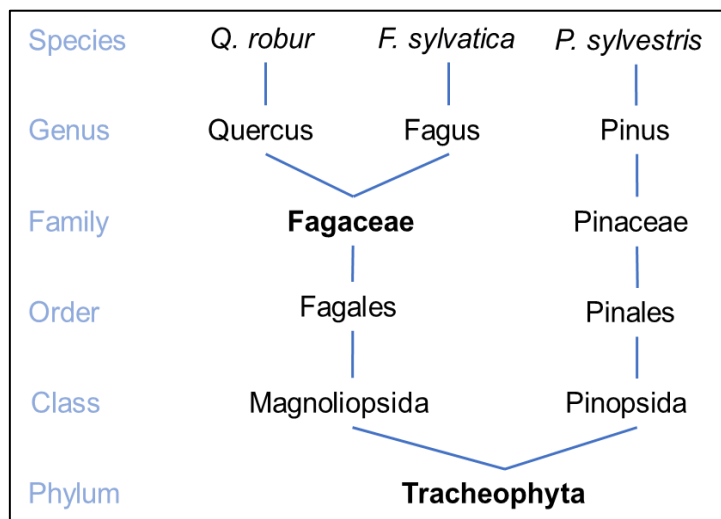 Species Q. robur F. sylvatica P. sylvestris
Genus Quercus Fagus Pinus
Family Fagaceae Pinaceae
Order Fagales Pinales
Class Magnoliopsida Pinopsida
Phylum Tracheophyta